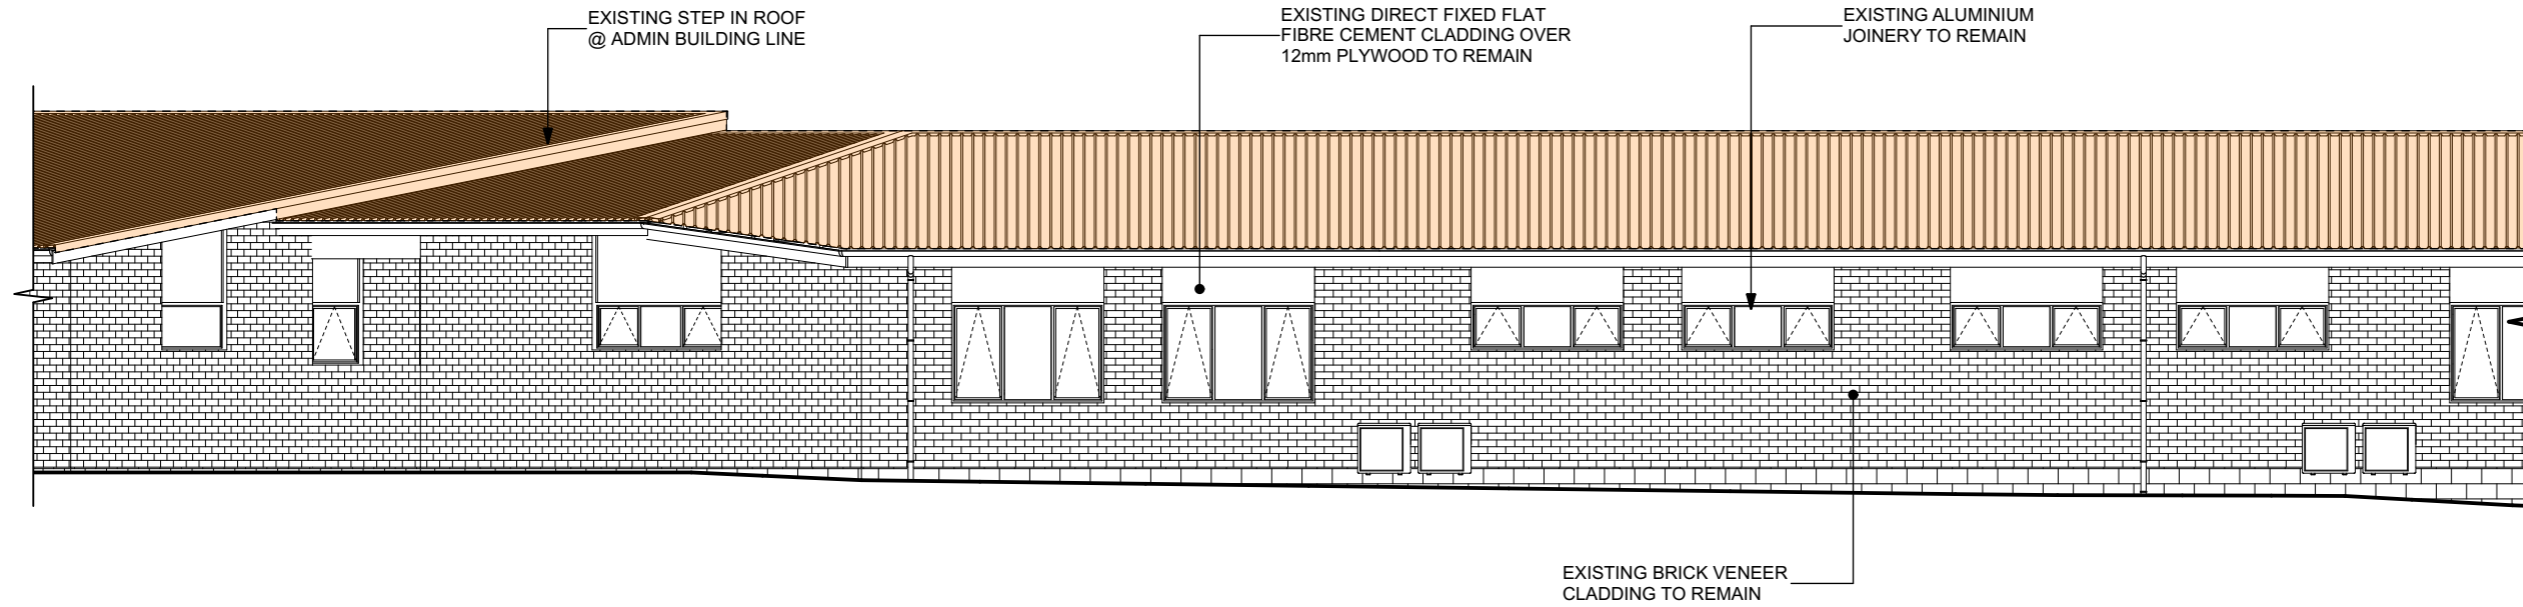 EXISTING STEP IN ROOF
@ ADMIN BUILDING LINE
EXISTING DIRECT FIXED FLAT
FIBRE CEMENT CLADDING OVER
12mm PLYWOOD TO REMAIN
EXISTING ALUMINIUM
JOINERY TO REMAIN
EXISTING BRICK VENEER
CLADDING TO REMAIN